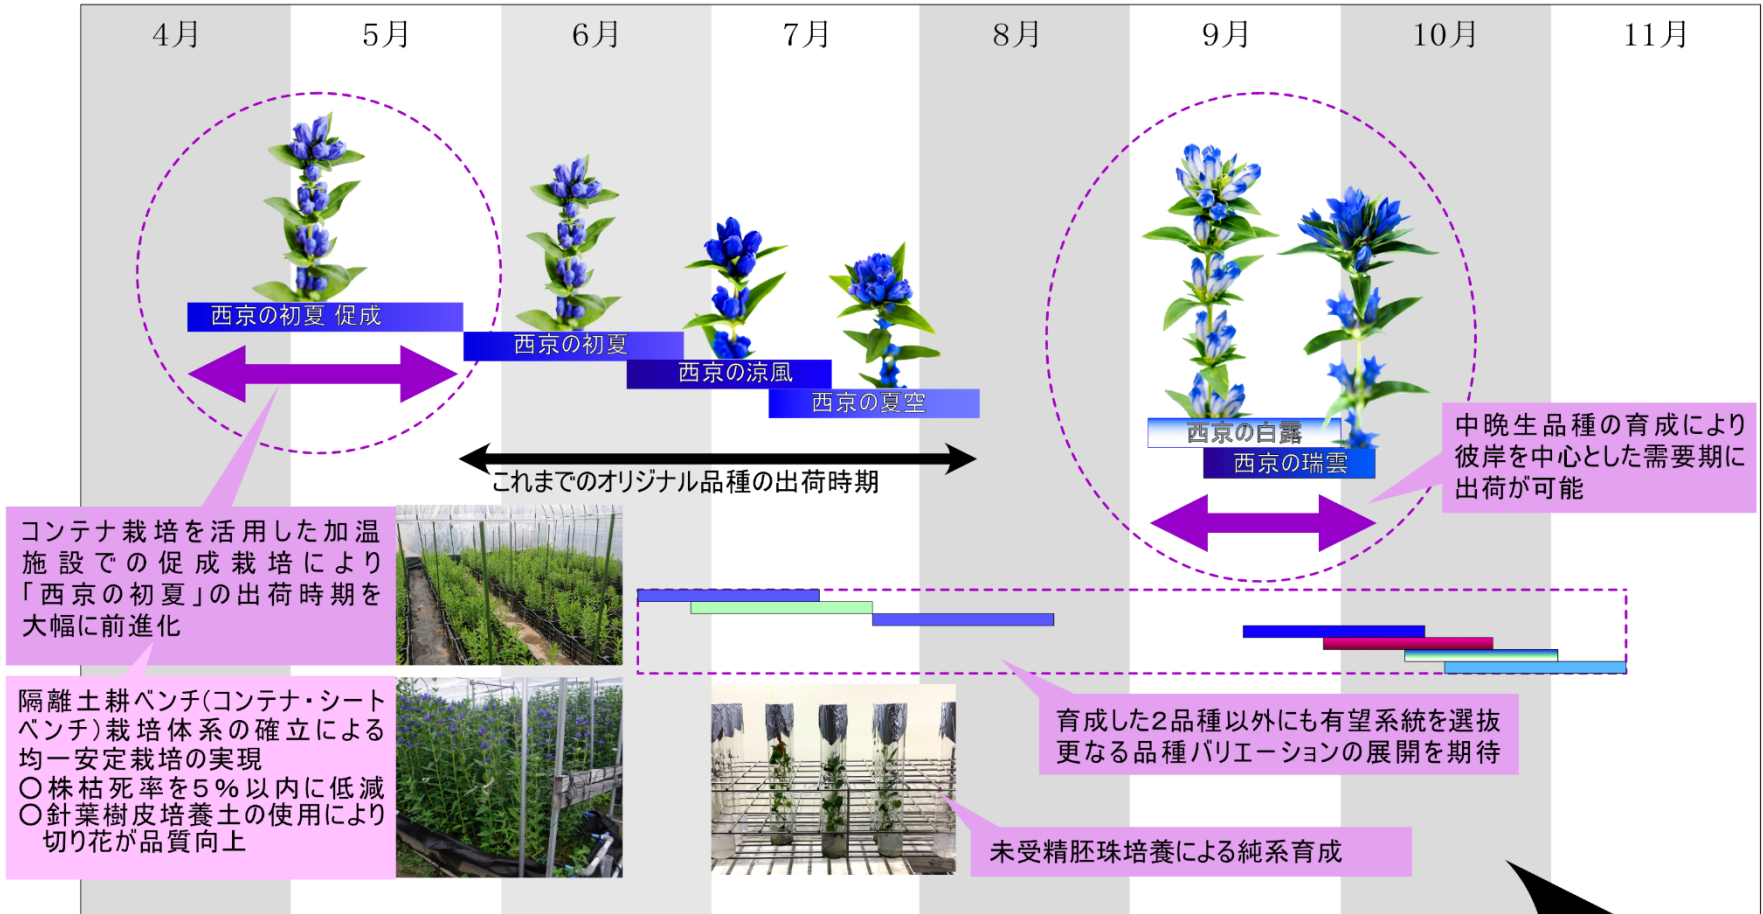 4月
5月
6月
7月
8月
9月
10月
11月
西京の初夏 促成
西京の初夏
西京の涼風
西京の夏空
西京の白露
西京の瑞雲
これまでのオリジナル品種の出荷時期
中晩生品種の育成により
彼岸を中心とした需要期に
出荷が可能
コンテナ栽培を活用した加温
施設での促成栽培により
「西京の初夏」の出荷時期を
大幅に前進化
隔離土耕ベンチ(コンテナ・シート
ベンチ)栽培体系の確立による
均一安定栽培の実現
○株枯死率を5%以内に低減
○針葉樹皮培養土の使用により
切り花が品質向上
育成した2品種以外にも有望系統を選抜
更なる品種バリエーションの展開を期待
未受精胚珠培養による純系育成